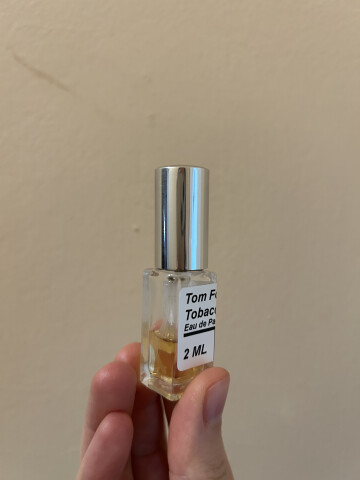 Tom Fo
Tobacc
Eau de Pa
2 ML